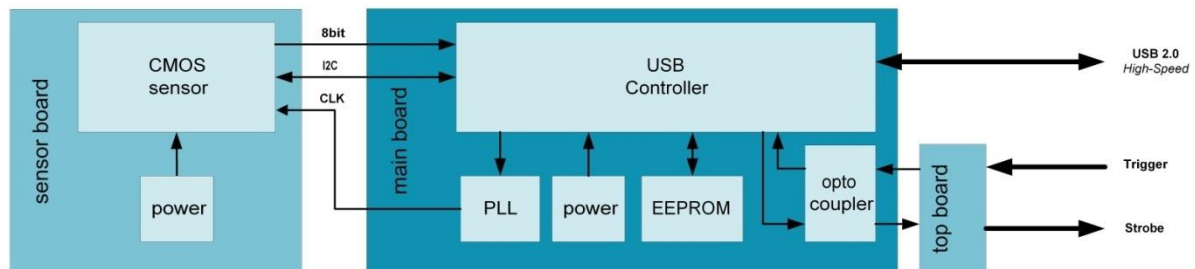 sensor board
CMOS
sensor
power
8bit
I2C
CLK
main board
USB
Controller
PLL
power
EEPROM
opto
coupler
top board
USB 2.0
High-Speed
Trigger
Strobe